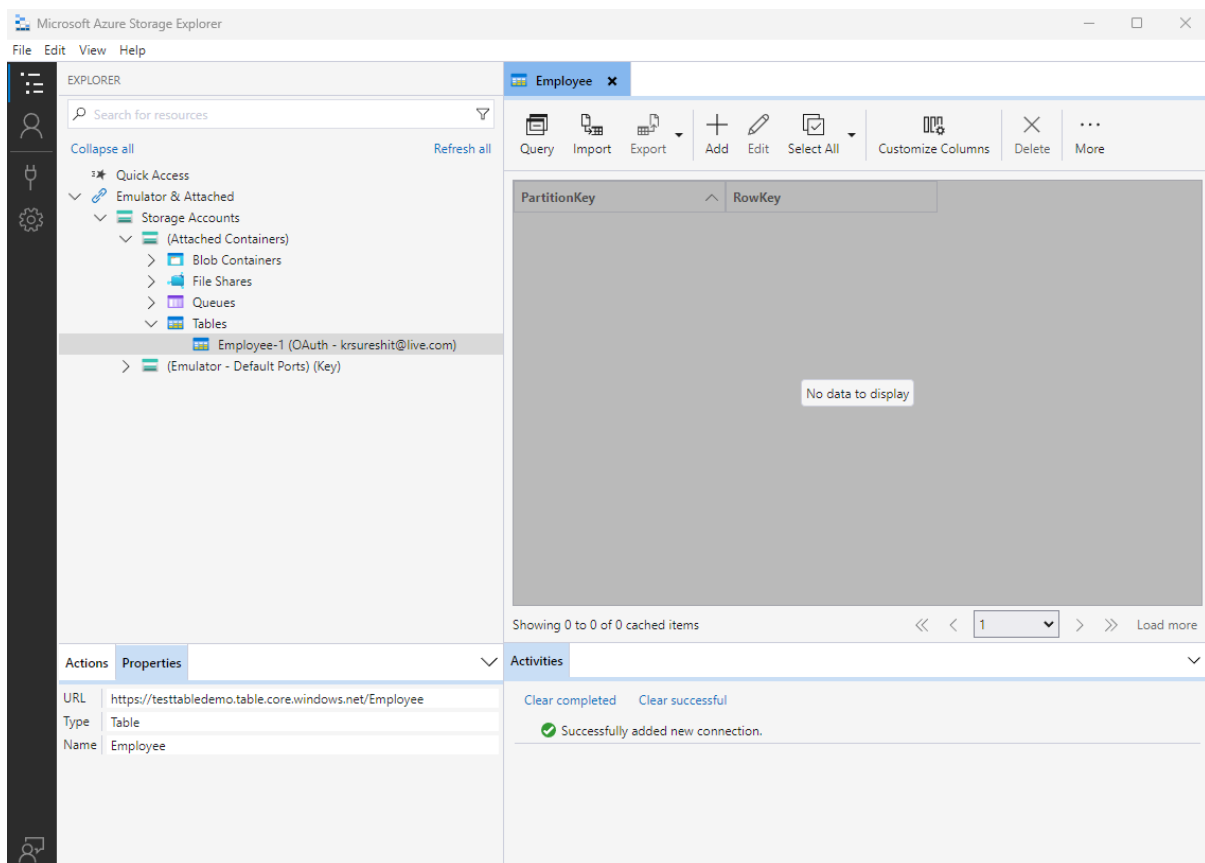 Microsoft Azure Storage Explorer
File Edit View Help
EXPLORER
Search for resources
Collapse all Refresh all
Quick Access
Emulator & Attached
Storage Accounts
(Attached Containers)
Blob Containers
File Shares
Queues
Tables
Employee-1 (OAuth - krsureshit@live.com)
(Emulator - Default Ports) (Key)
Actions Properties
URL https://testtabledemo.table.core.windows.net/Employee
Type Table
Name Employee
Employee
Query Import Export Add Edit Select All Customize Columns Delete More
PartitionKey RowKey
No data to display
Showing 0 to 0 of 0 cached items 1 Load more
Activities
Clear completed Clear successful
Successfully added new connection.